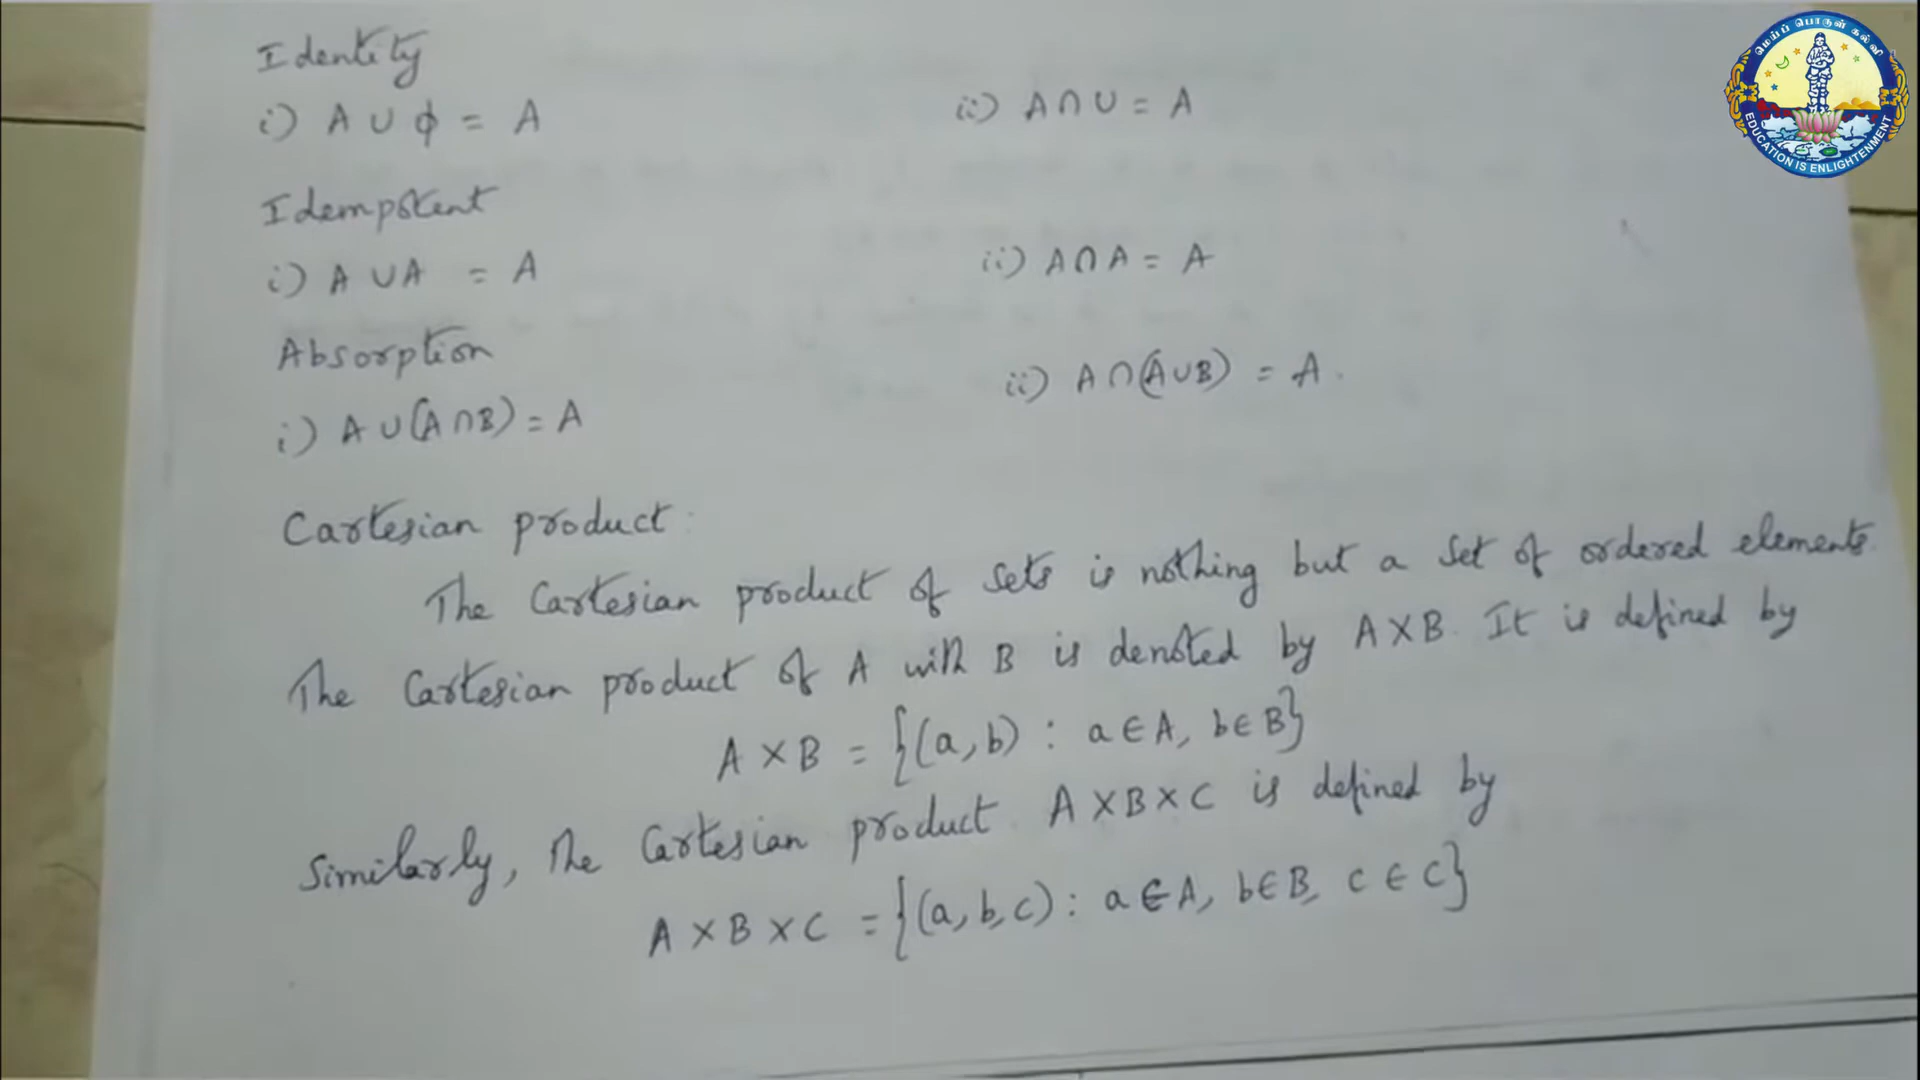 Identity
i) A ∪ ϕ = A    ii) A ∩ U = A
Idempotent
i) A ∪ A = A    ii) A ∩ A = A
Absorption
i) A ∪ (A ∩ B) = A    ii) A ∩ (A ∪ B) = A.
Cartesian product:
The Cartesian product of sets is nothing but a set of ordered elements.
The Cartesian product of A with B is denoted by A X B. It is defined by
A X B = {(a, b) : a ∈ A, b ∈ B}
Similarly, the Cartesian product A X B X C is defined by
A X B X C = {(a, b, c) : a ∈ A, b ∈ B, c ∈ C}
மெய்ப் பொருள் கல்வி
EDUCATION IS ENLIGHTENMENT